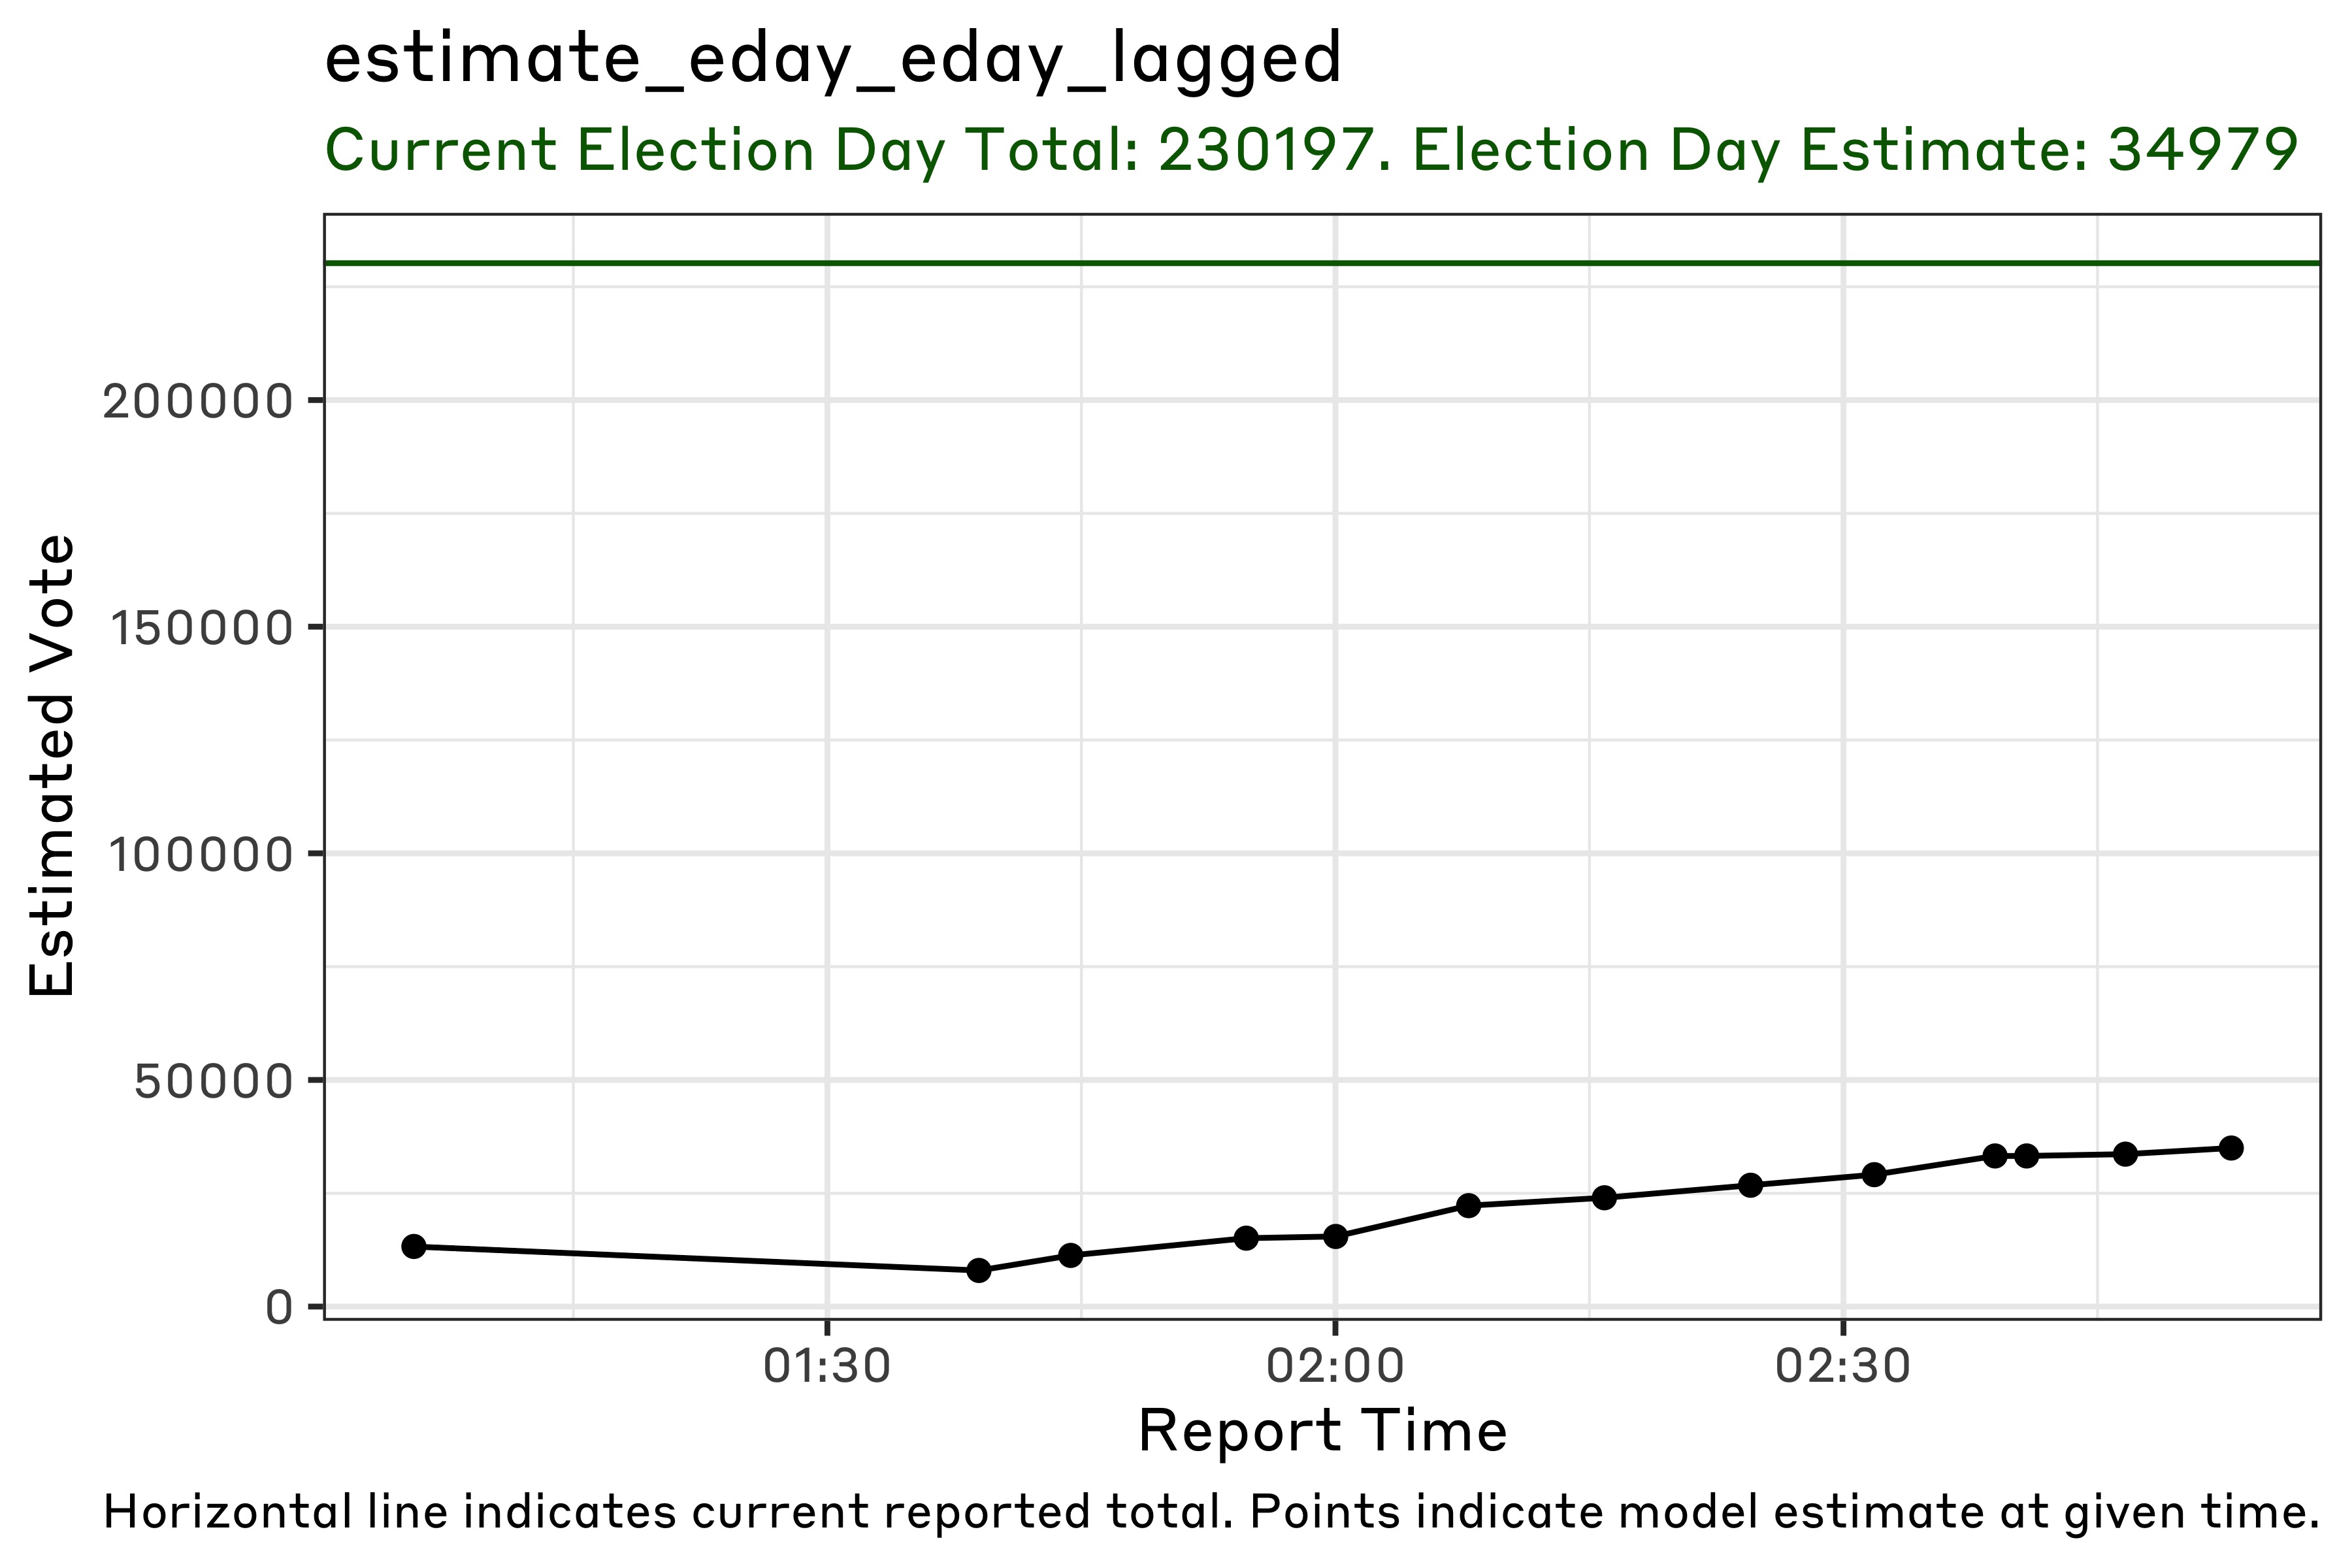 estimate_eday_eday_lagged
Current Election Day Total: 230197. Election Day Estimate: 34979
Estimated Vote
200000
150000
100000
50000
0
01:30 02:00 02:30
Report Time
Horizontal line indicates current reported total. Points indicate model estimate at given time.